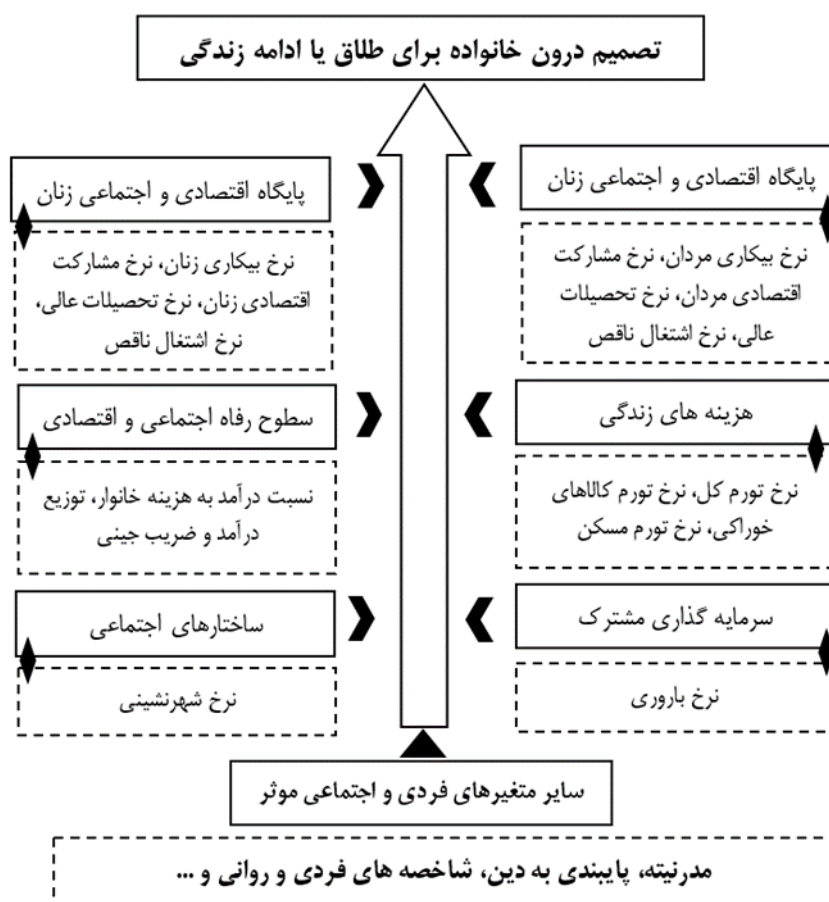 تصمیم درون خانواده برای طلاق یا ادامه زندگی
پایگاه اقتصادی و اجتماعی زنان
نرخ بیکاری مردان، نرخ مشارکت
اقتصادی مردان، نرخ تحصیلات
عالی، نرخ اشتغال ناقص
پایگاه اقتصادی و اجتماعی زنان
نرخ بیکاری زنان، نرخ مشارکت
اقتصادی زنان، نرخ تحصیلات عالی،
نرخ اشتغال ناقص
هزینه های زندگی
نرخ تورم کل، نرخ تورم کالاهای
خوراکی، نرخ تورم مسکن
سطوح رفاه اجتماعی و اقتصادی
نسبت درآمد به هزینه خانوار، توزیع
درآمد و ضریب جینی
سرمایه گذاری مشترک
نرخ باروری
ساختارهای اجتماعی
نرخ شهرنشینی
سایر متغیرهای فردی و اجتماعی موثر
مدرنیته، پایبندی به دین، شاخصه های فردی و روانی و ...